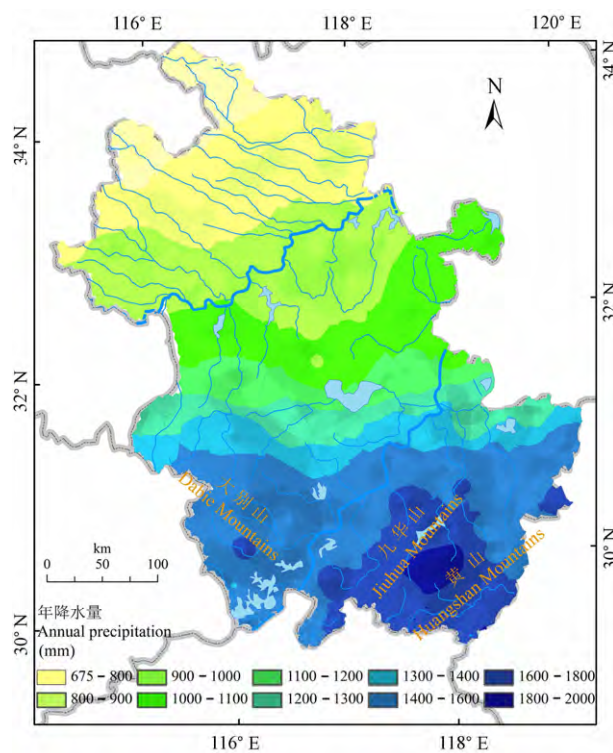 116° E 118° E 120° E
34° N
N
34° N
32° N
32° N
大别山
Dabie Mountains
九华山
Jiuhua Mountains
黄山
Huangshan Mountains
km
0 50 100
30° N
30° N
年降水量
Annual precipitation
(mm)
675 – 800 900 – 1000 1100 – 1200 1300 – 1400 1600 – 1800
800 – 900 1000 – 1100 1200 – 1300 1400 – 1600 1800 – 2000
116° E 118° E